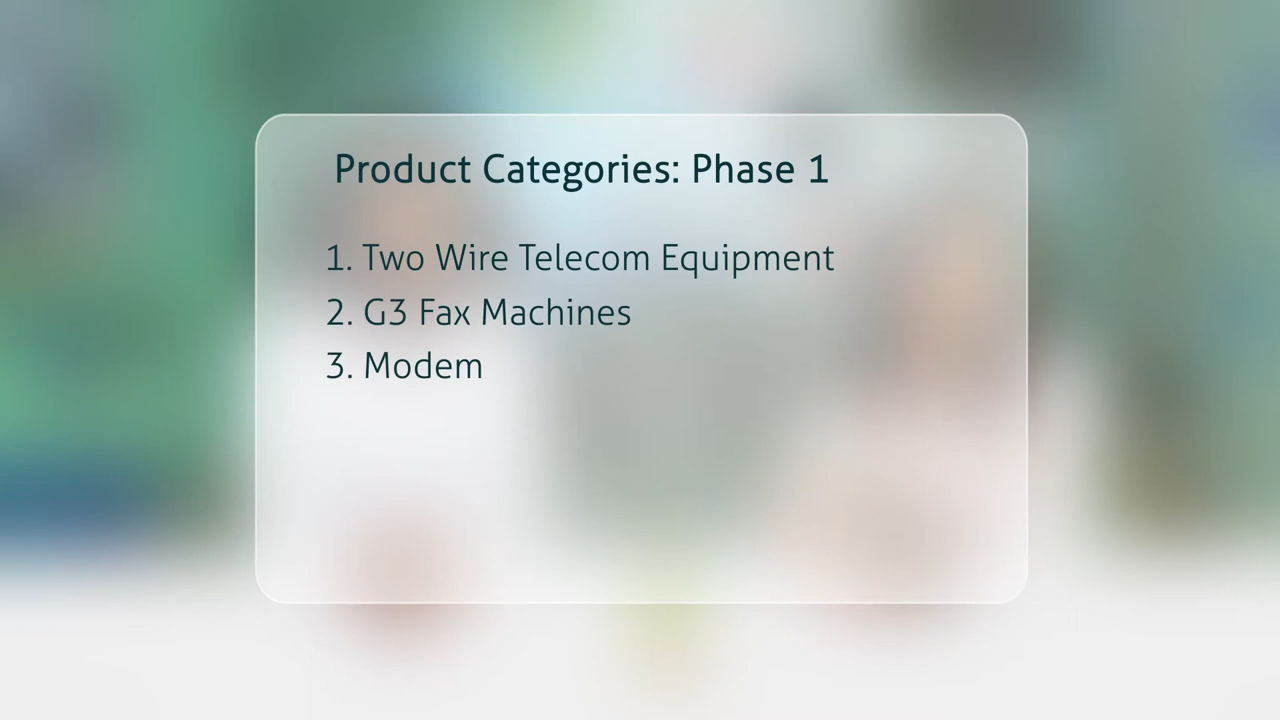 Product Categories: Phase 1
1. Two Wire Telecom Equipment
2. G3 Fax Machines
3. Modem